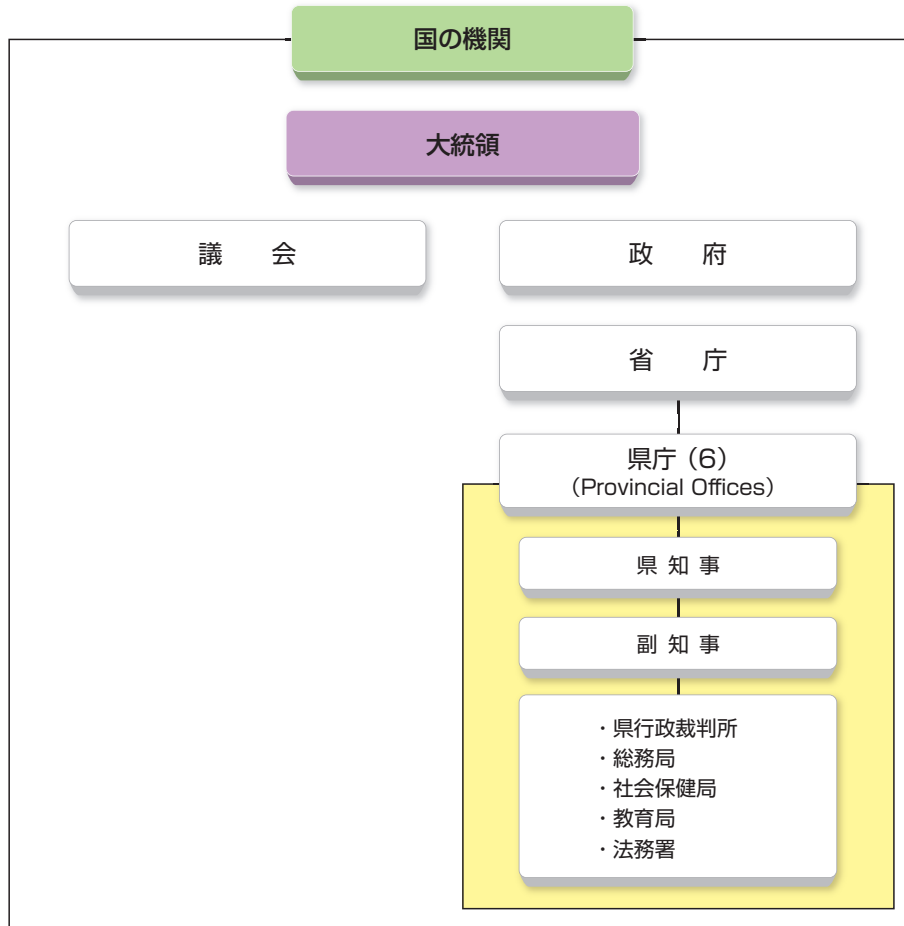 国の機関
大統領
議　会
政　府
省　庁
県庁（6）
（Provincial Offices）
県 知 事
副 知 事
・県行政裁判所
・総務局
・社会保健局
・教育局
・法務署